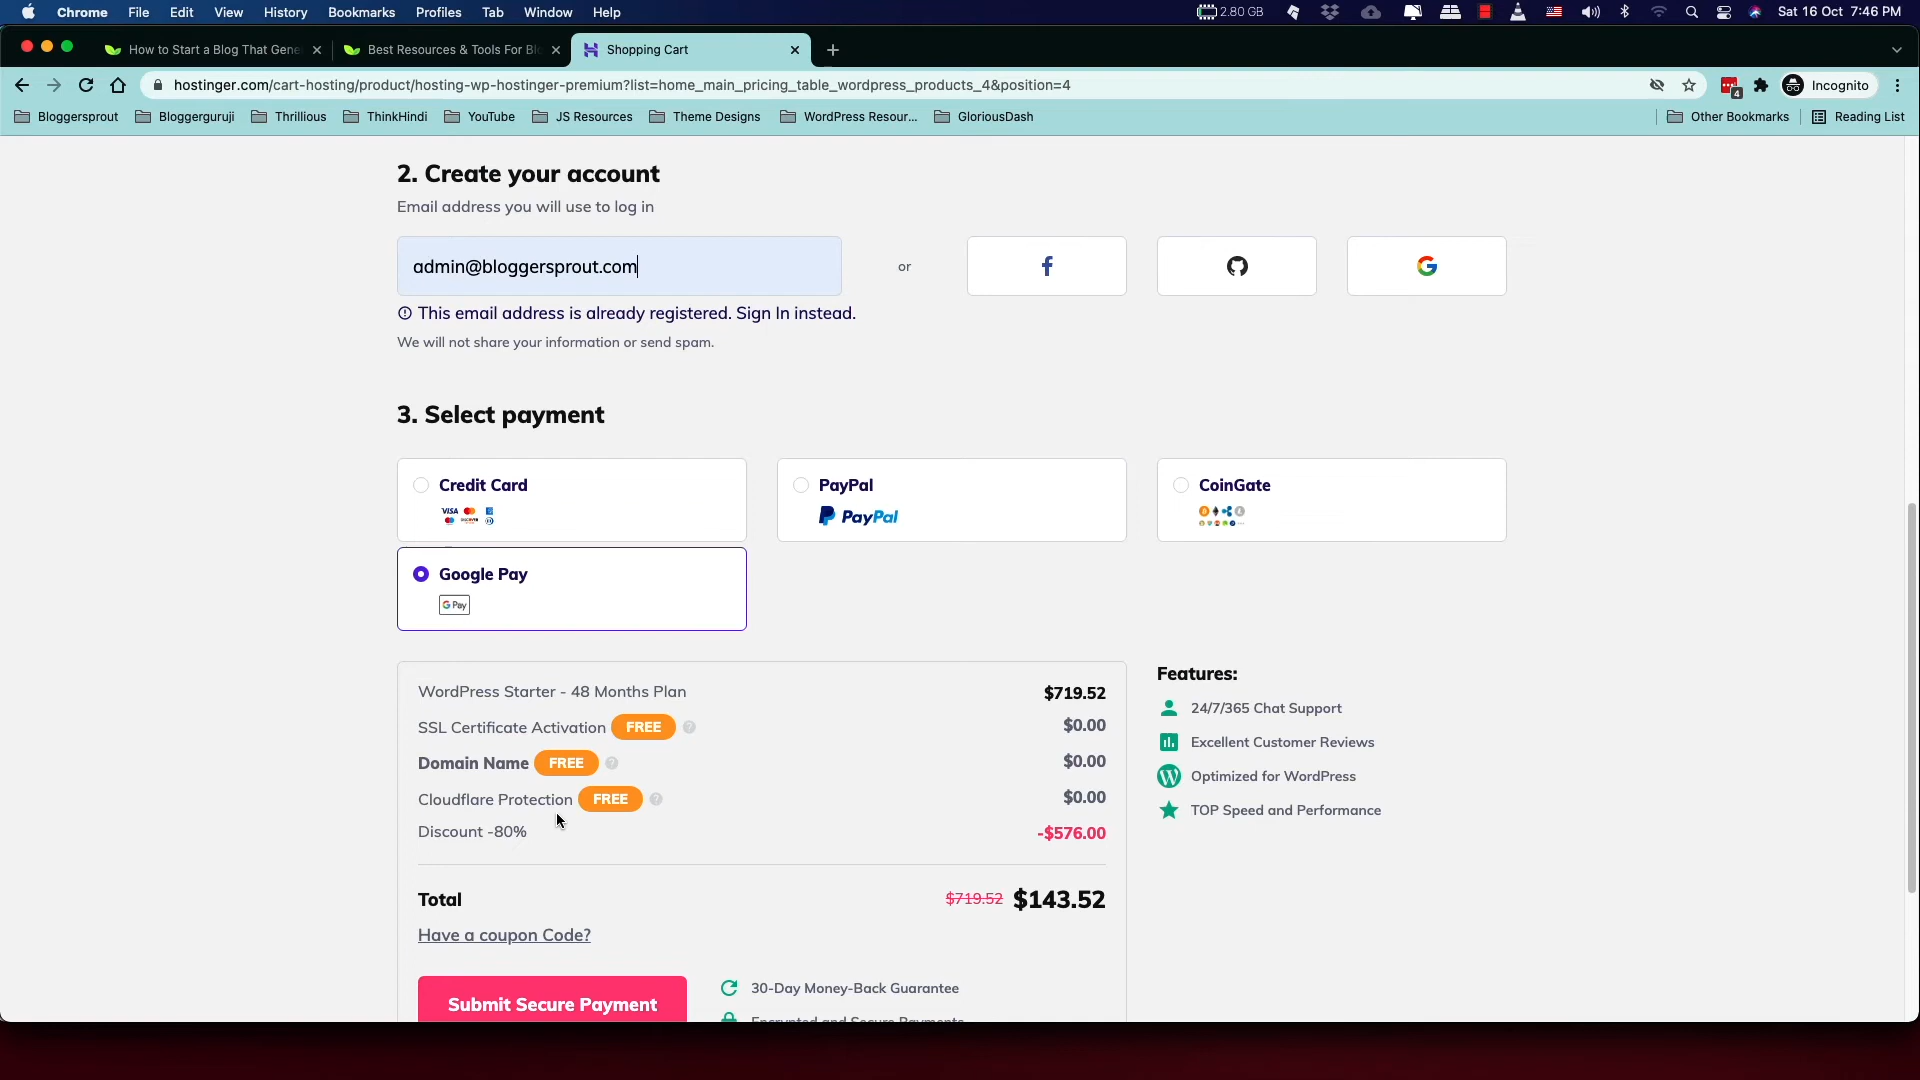 Chrome File Edit View History Bookmarks Profiles Tab Window Help 2.80 GB Sat 16 Oct 7:46 PM
How to Start a Blog That Gene
Best Resources & Tools For Bl
Shopping Cart
hostinger.com/cart-hosting/product/hosting-wp-hostinger-premium?list=home_main_pricing_table_wordpress_products_4&position=4
4
Incognito
Bloggersprout Bloggerguruji Thrillious ThinkHindi YouTube JS Resources Theme Designs WordPress Resour... GloriousDash Other Bookmarks Reading List
2. Create your account
Email address you will use to log in
admin@bloggersprout.com
or
This email address is already registered. Sign In instead.
We will not share your information or send spam.
3. Select payment
Credit Card
VISA
DISCOVER
PayPal
PayPal
CoinGate
Google Pay
G Pay
WordPress Starter - 48 Months Plan $719.52
SSL Certificate Activation FREE ? $0.00
Domain Name FREE ? $0.00
Cloudflare Protection FREE ? $0.00
Discount -80% -$576.00
Total $719.52 $143.52
Have a coupon Code?
Submit Secure Payment
30-Day Money-Back Guarantee
Encrypted and Secure Payments
Features:
24/7/365 Chat Support
Excellent Customer Reviews
Optimized for WordPress
TOP Speed and Performance